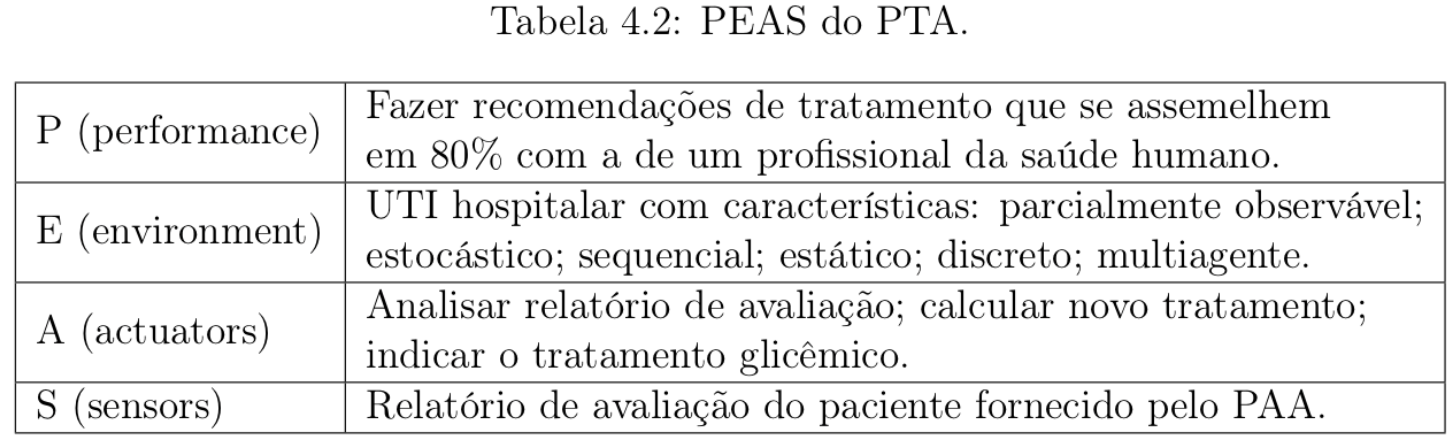 Tabela 4.2: PEAS do PTA.
P (performance)
Fazer recomendações de tratamento que se assemelhem
em 80% com a de um profissional da saúde humano.
E (environment)
UTI hospitalar com características: parcialmente observável;
estocástico; sequencial; estático; discreto; multiagente.
A (actuators)
Analisar relatório de avaliação; calcular novo tratamento;
indicar o tratamento glicêmico.
S (sensors)
Relatório de avaliação do paciente fornecido pelo PAA.